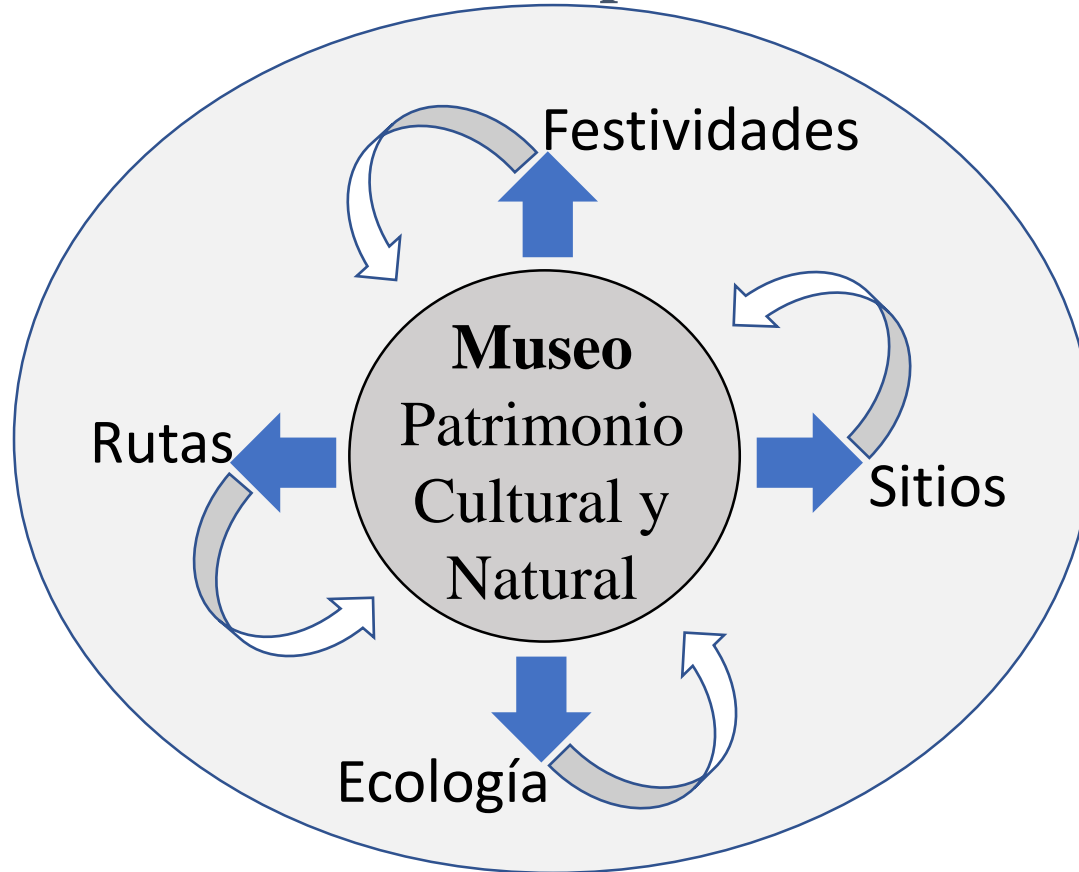 Festividades
Museo
Patrimonio
Cultural y
Natural
Rutas
Sitios
Ecología